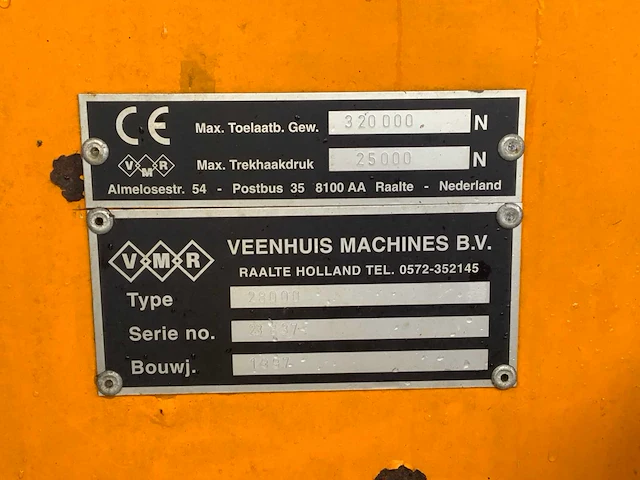 CE
Max. Toelaatb. Gew. 320000 N
VMR Max. Trekhaakdruk 25000 N
Almelosestr. 54 - Postbus 35 8100 AA Raalte - Nederland
VMR VEENHUIS MACHINES B.V.
RAALTE HOLLAND TEL. 0572-352145
Type
Serie no.
Bouwj.